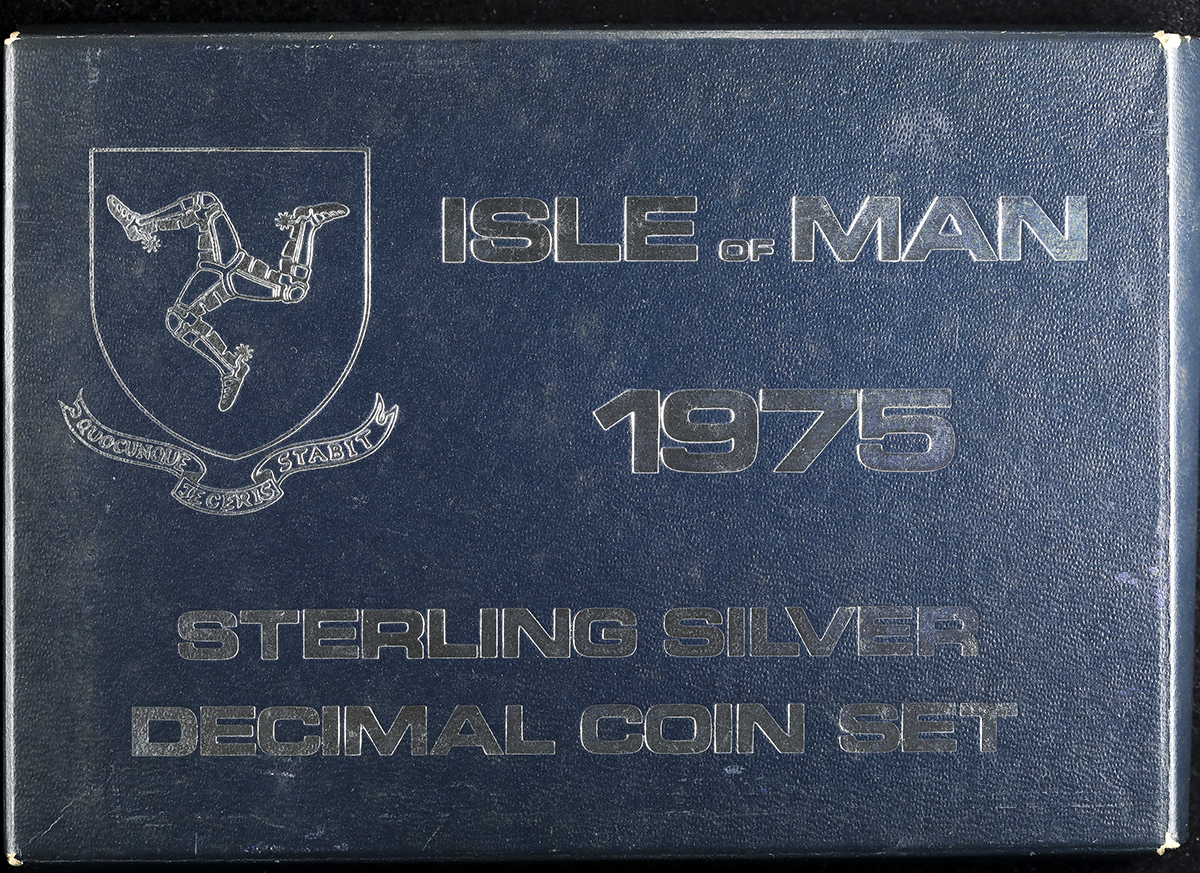 ISLE OF MAN
1975
QUOCUNQUE
JECERIS
STABIT
STERLING SILVER
DECIMAL COIN SET